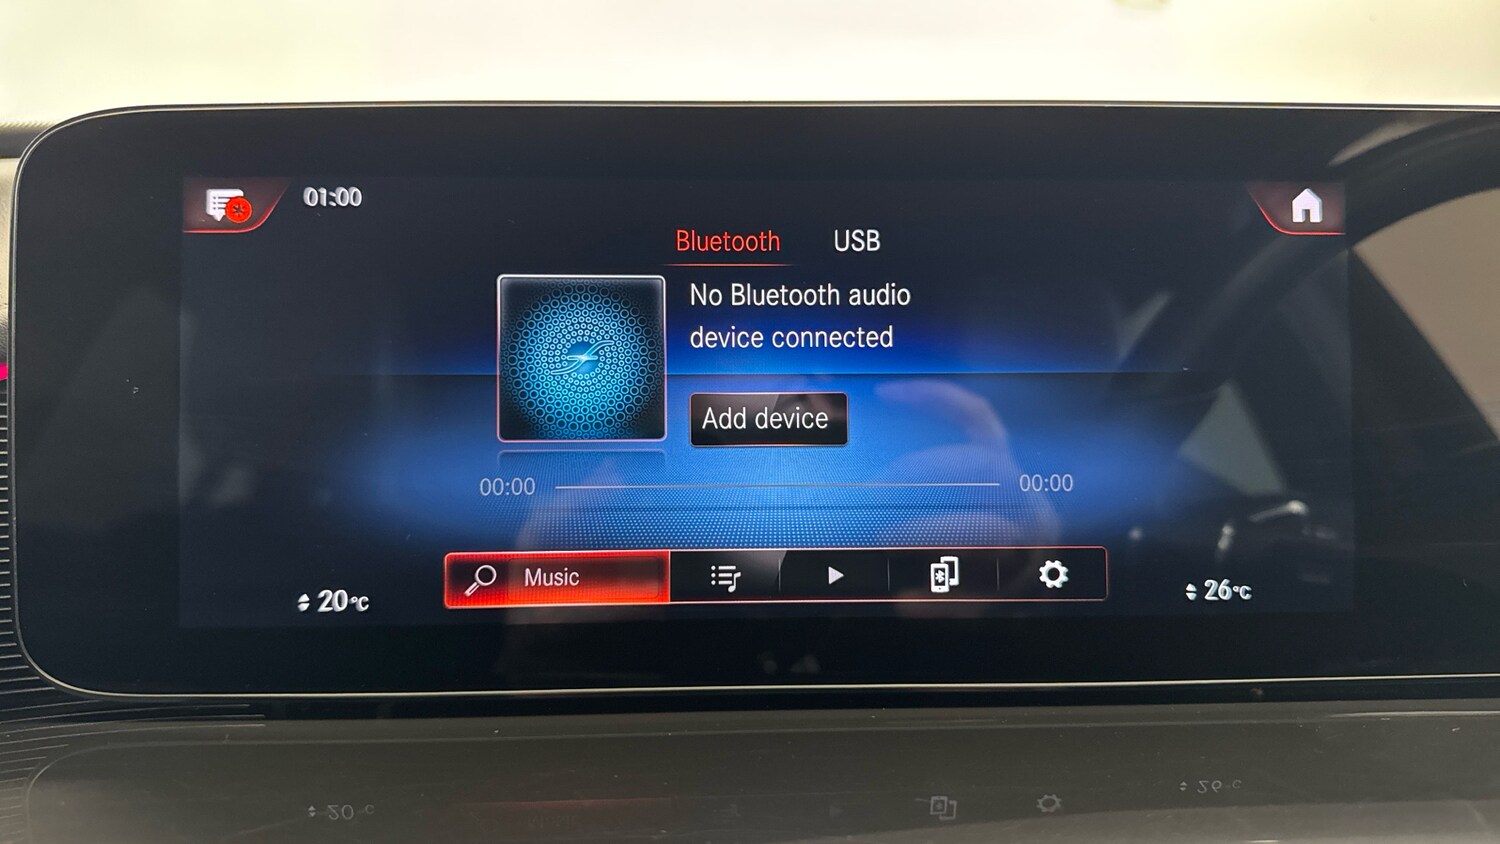 01:00
Bluetooth USB
No Bluetooth audio
device connected
Add device
00:00 00:00
Music
20°C 26°C